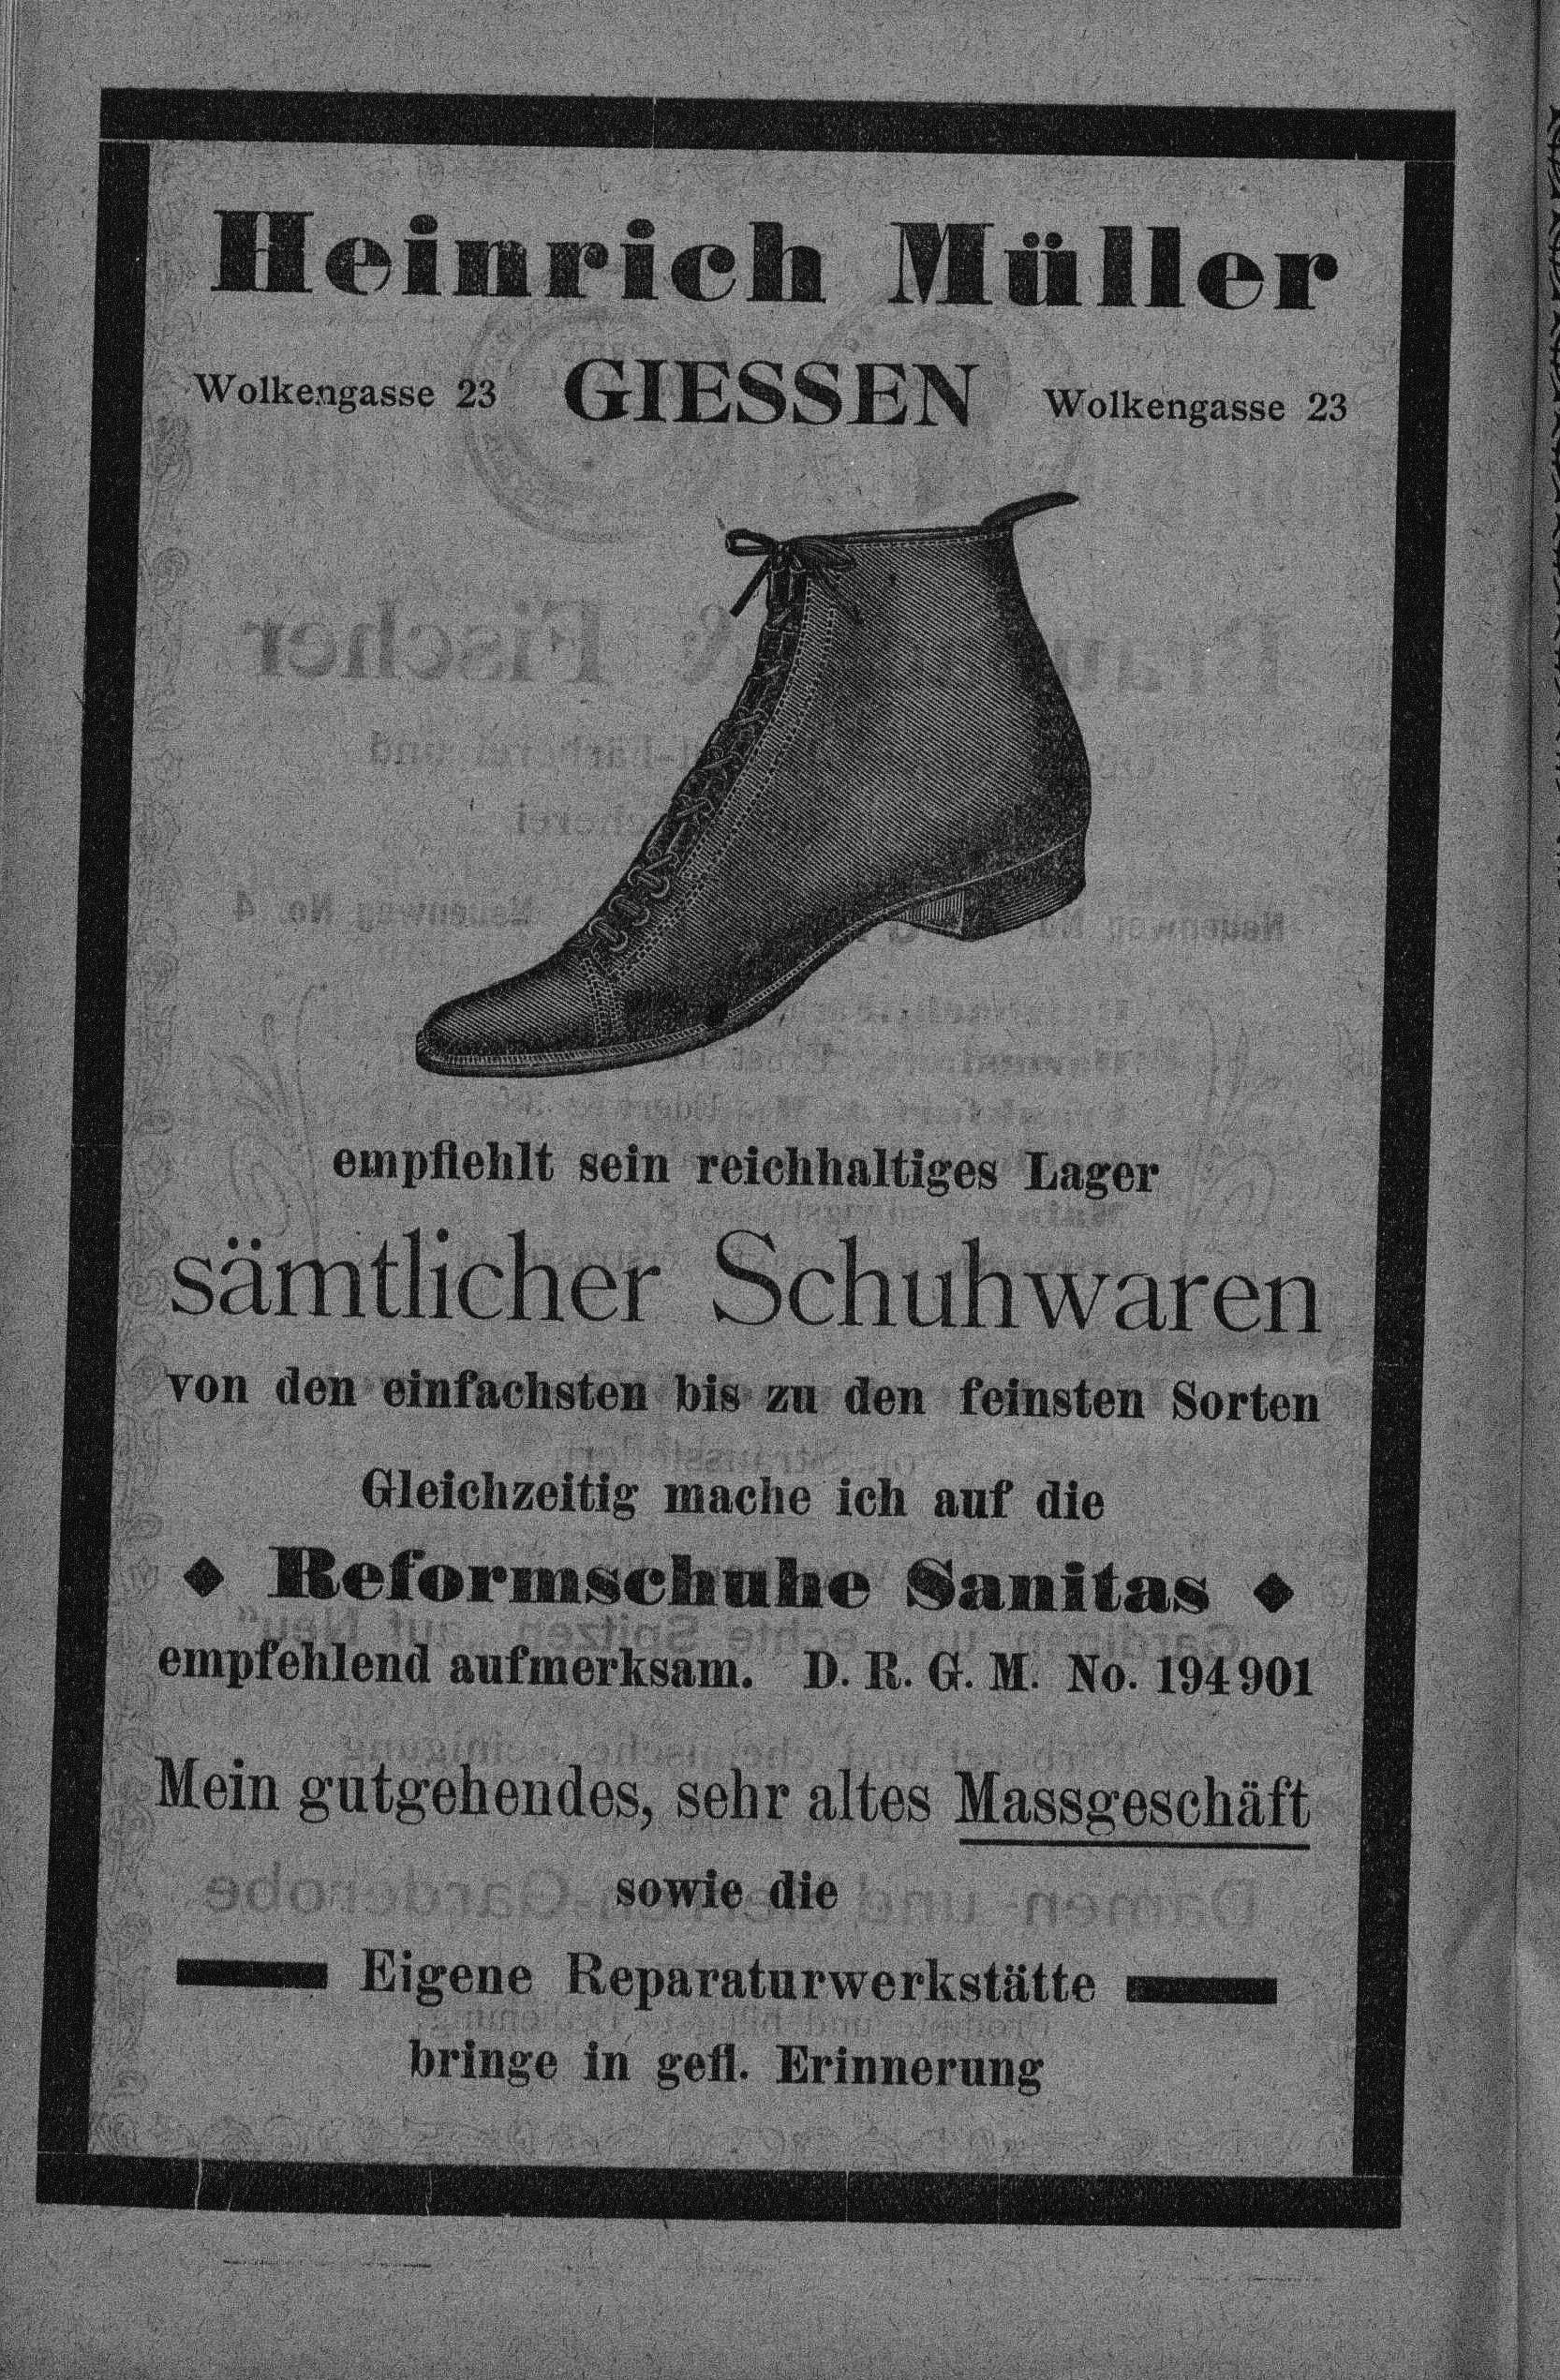 Heinrich Müller
Wolkengasse 23 GIESSEN Wolkengasse 23
empfiehlt sein reichhaltiges Lager
sämtlicher Schuhwaren
von den einfachsten bis zu den feinsten Sorten
Gleichzeitig mache ich auf die
◆ Reformschuhe Sanitas ◆
empfehlend aufmerksam. D. R. G. M. No. 194901
Mein gutgehendes, sehr altes Massgeschäft
sowie die
Eigene Reparaturwerkstätte
bringe in gefl. Erinnerung